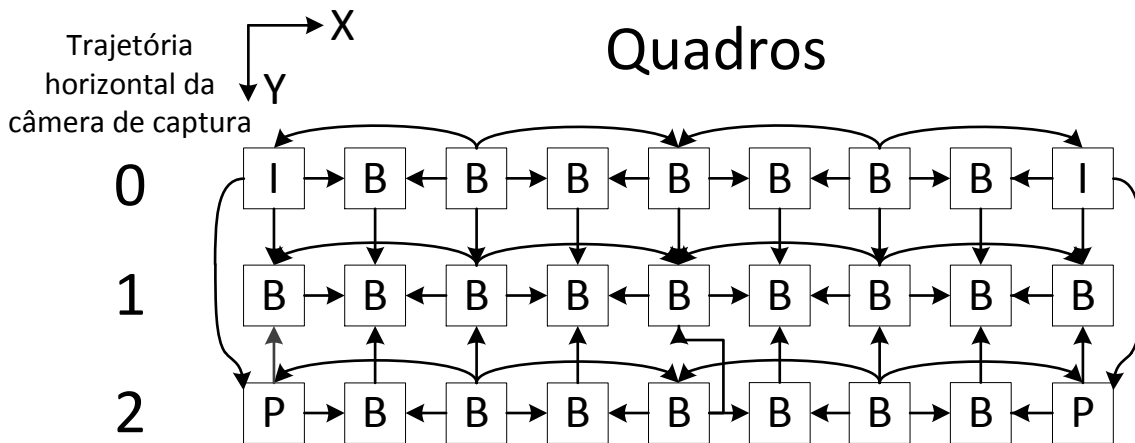 X
Quadros
Trajetória
horizontal da
câmera de captura
Y
0 I B B B B B B B I
1 B B B B B B B B B
2 P B B B B B B B P